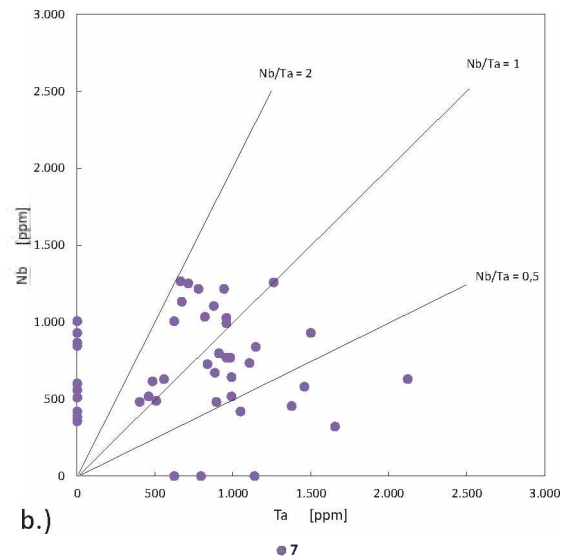 3.000
2.500
2.000
1.500
1.000
500
0
Nb [ppm]
Nb/Ta = 2
Nb/Ta = 1
Nb/Ta = 0,5
0 500 1.000 1.500 2.000 2.500 3.000
Ta [ppm]
b.)
7